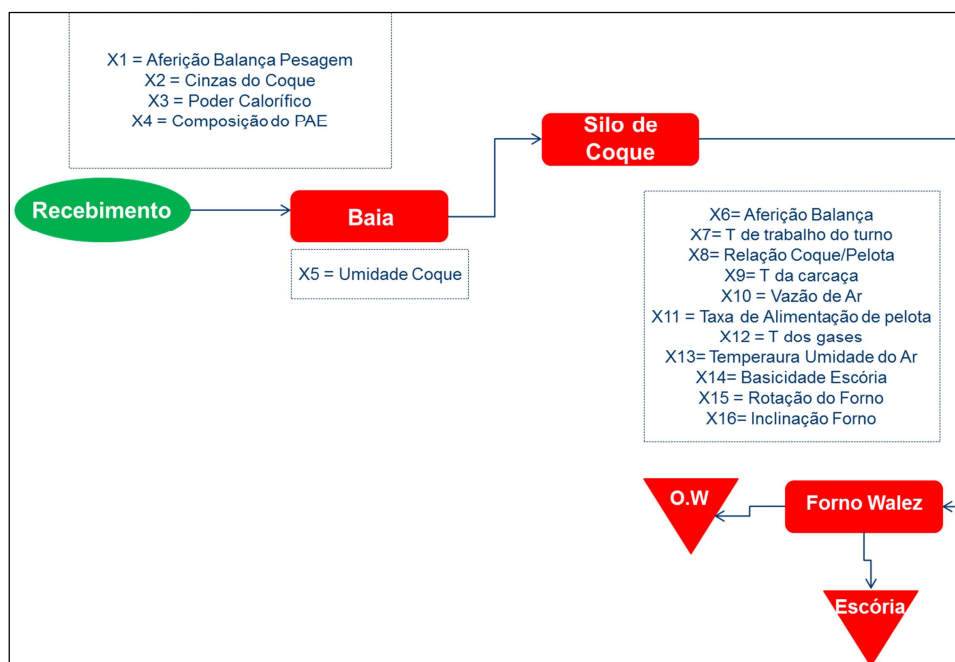 X1 = Aferição Balança Pesagem
X2 = Cinzas do Coque
X3 = Poder Calorífico
X4 = Composição do PAE
Recebimento
Baia
X5 = Umidade Coque
Silo de
Coque
X6= Aferição Balança
X7= T de trabalho do turno
X8= Relação Coque/Pelota
X9= T da carcaça
X10 = Vazão de Ar
X11 = Taxa de Alimentação de pelota
X12 = T dos gases
X13= Temperaura Umidade do Ar
X14= Basicidade Escória
X15 = Rotação do Forno
X16= Inclinação Forno
O.W
Forno Walez
Escória